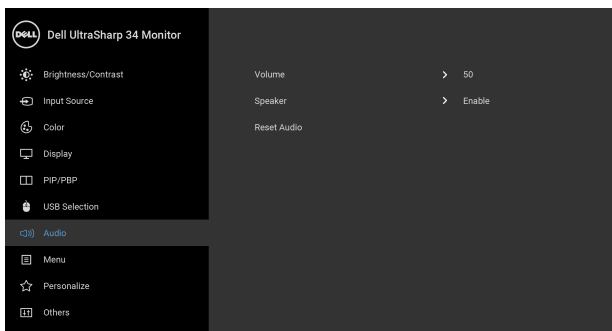 DELL Dell UltraSharp 34 Monitor
Brightness/Contrast
Input Source
Color
Display
PIP/PBP
USB Selection
Audio
Menu
Personalize
Others
Volume > 50
Speaker > Enable
Reset Audio